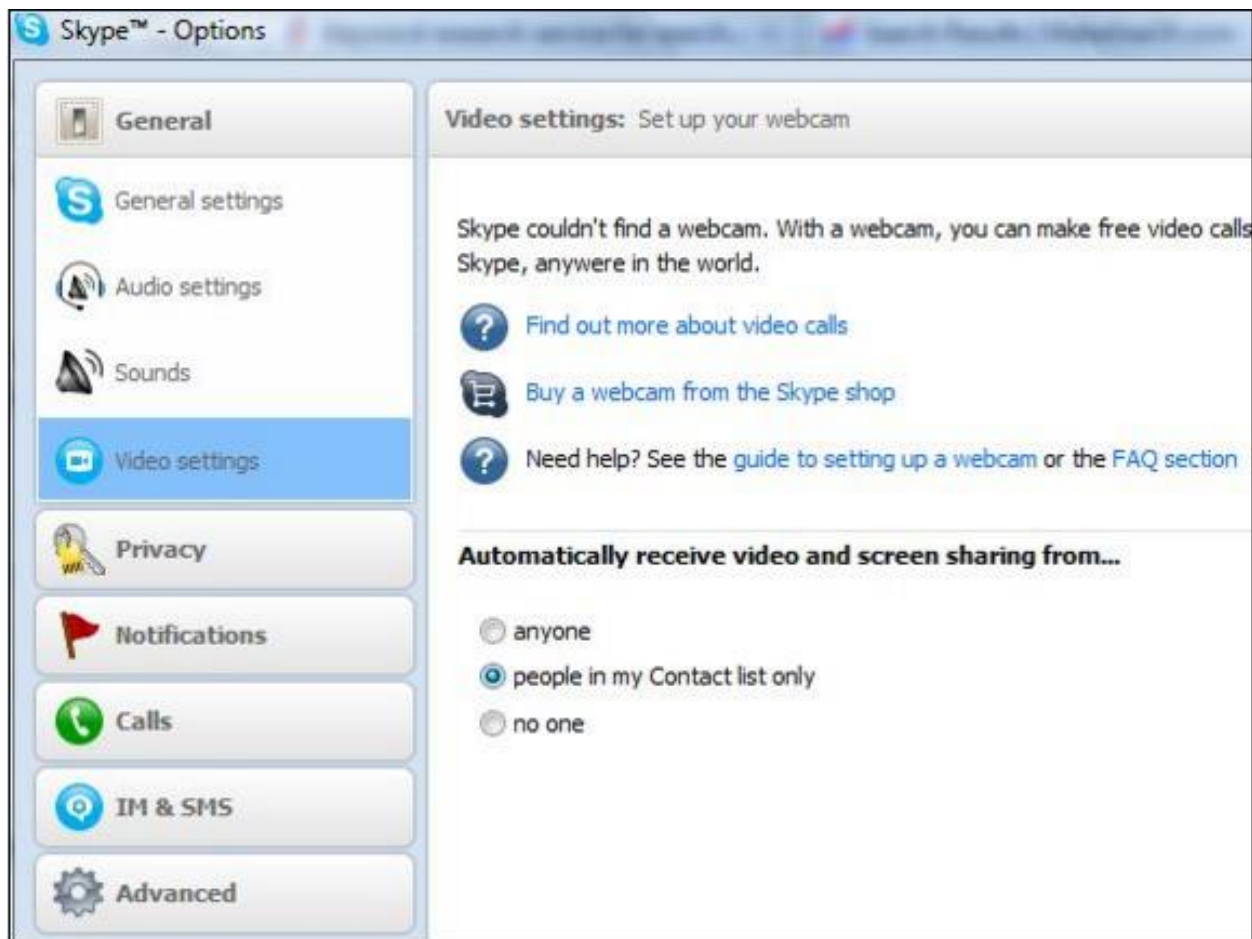 Skype™ - Options
General
General settings
Audio settings
Sounds
Video settings
Privacy
Notifications
Calls
IM & SMS
Advanced
Video settings: Set up your webcam
Skype couldn't find a webcam. With a webcam, you can make free video calls
Skype, anywere in the world.
Find out more about video calls
Buy a webcam from the Skype shop
Need help? See the guide to setting up a webcam or the FAQ section
Automatically receive video and screen sharing from...
anyone
people in my Contact list only
no one